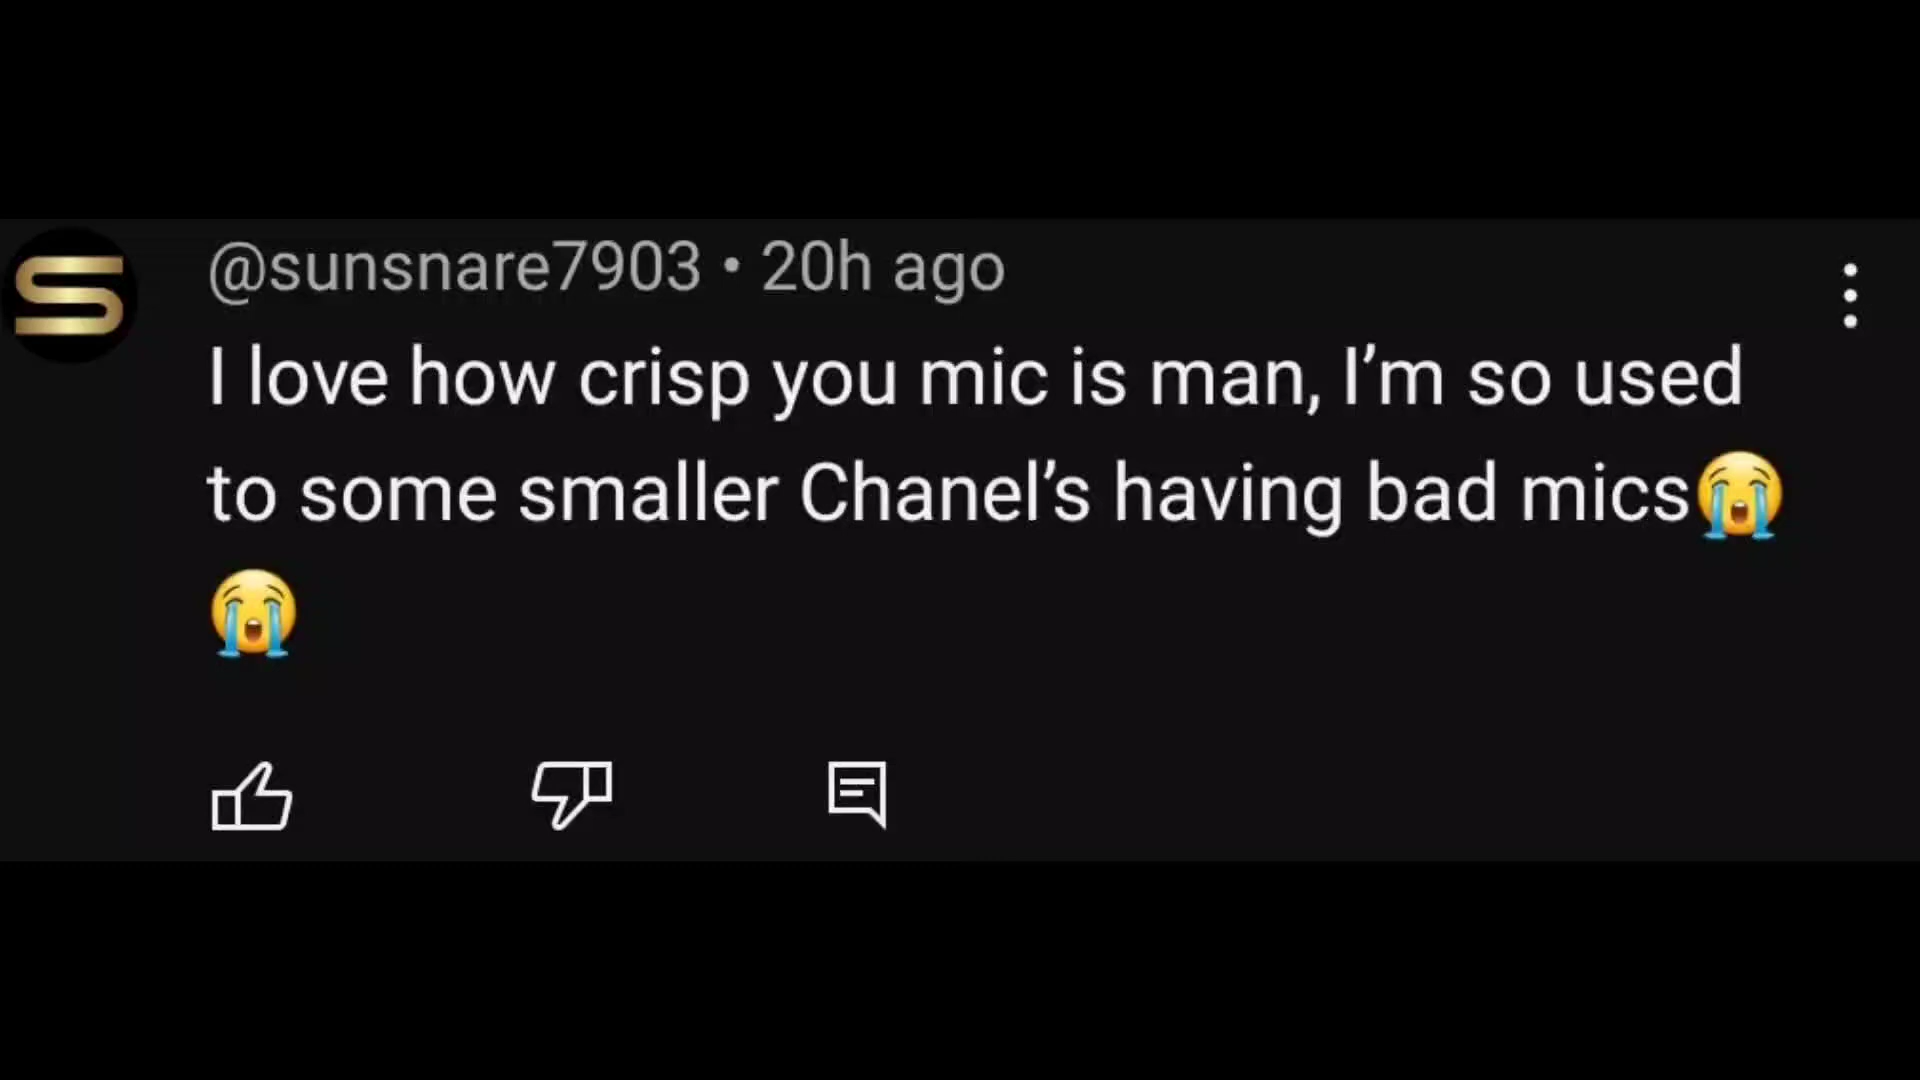 S
@sunsnare7903 • 20h ago
I love how crisp you mic is man, I’m so used
to some smaller Chanel’s having bad mics😭
😭